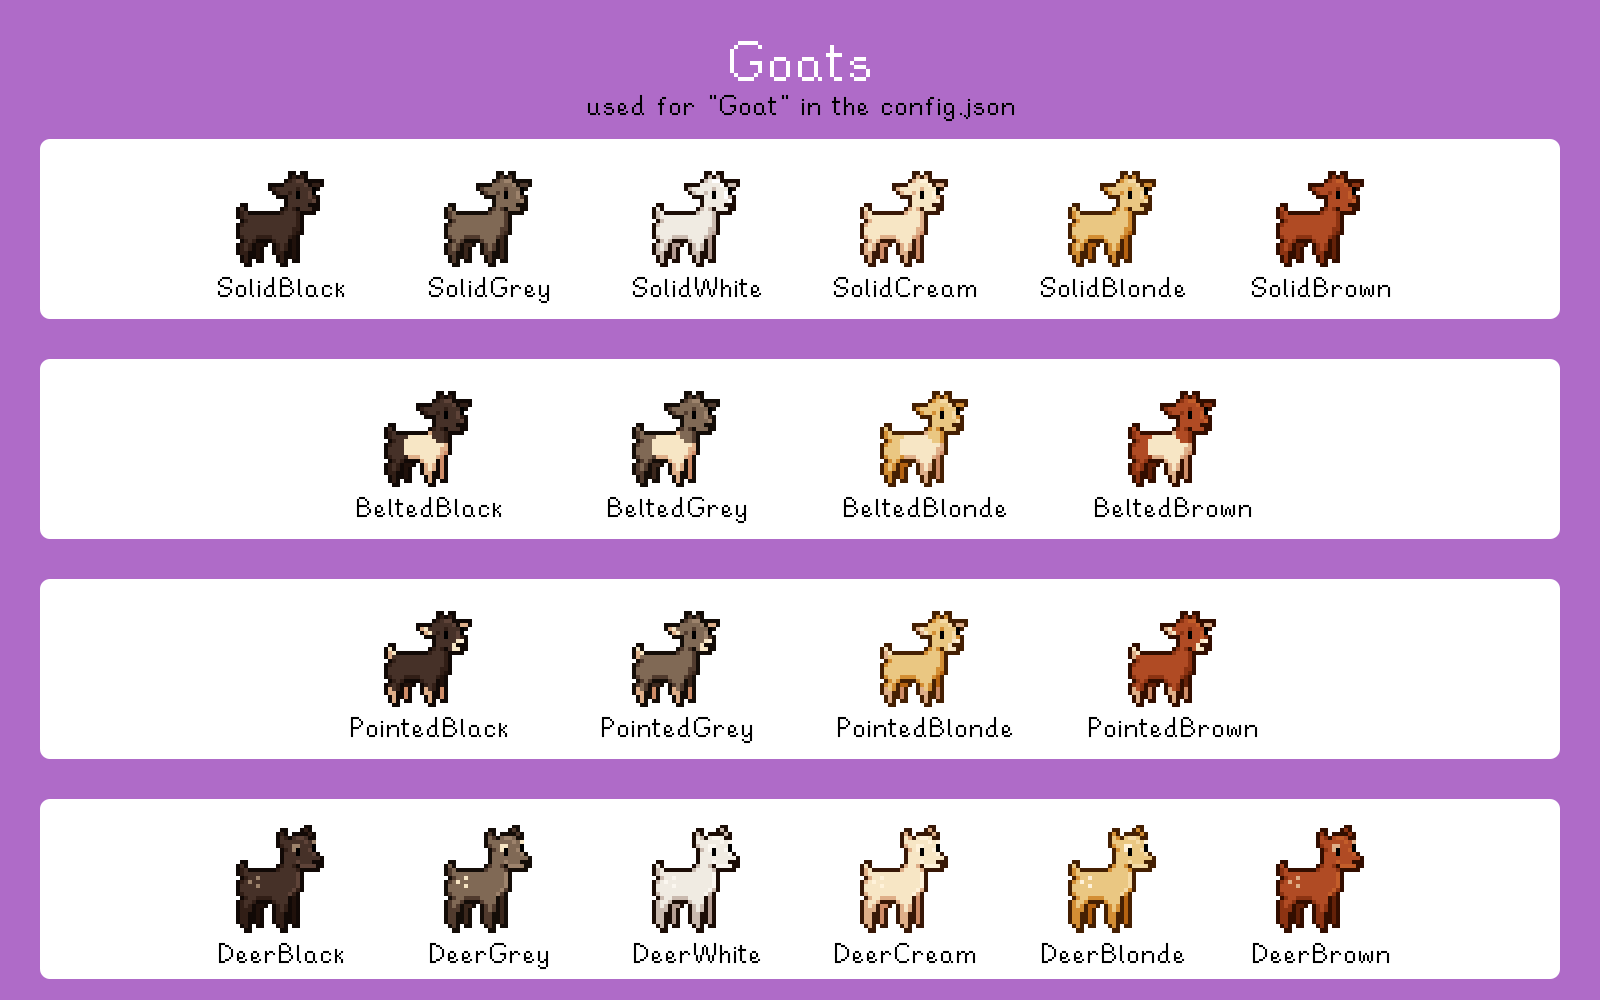 Goats
used for "Goat" in the config.json
SolidBlack SolidGrey SolidWhite SolidCream SolidBlonde SolidBrown
BeltedBlack BeltedGrey BeltedBlonde BeltedBrown
PointedBlack PointedGrey PointedBlonde PointedBrown
DeerBlack DeerGrey DeerWhite DeerCream DeerBlonde DeerBrown